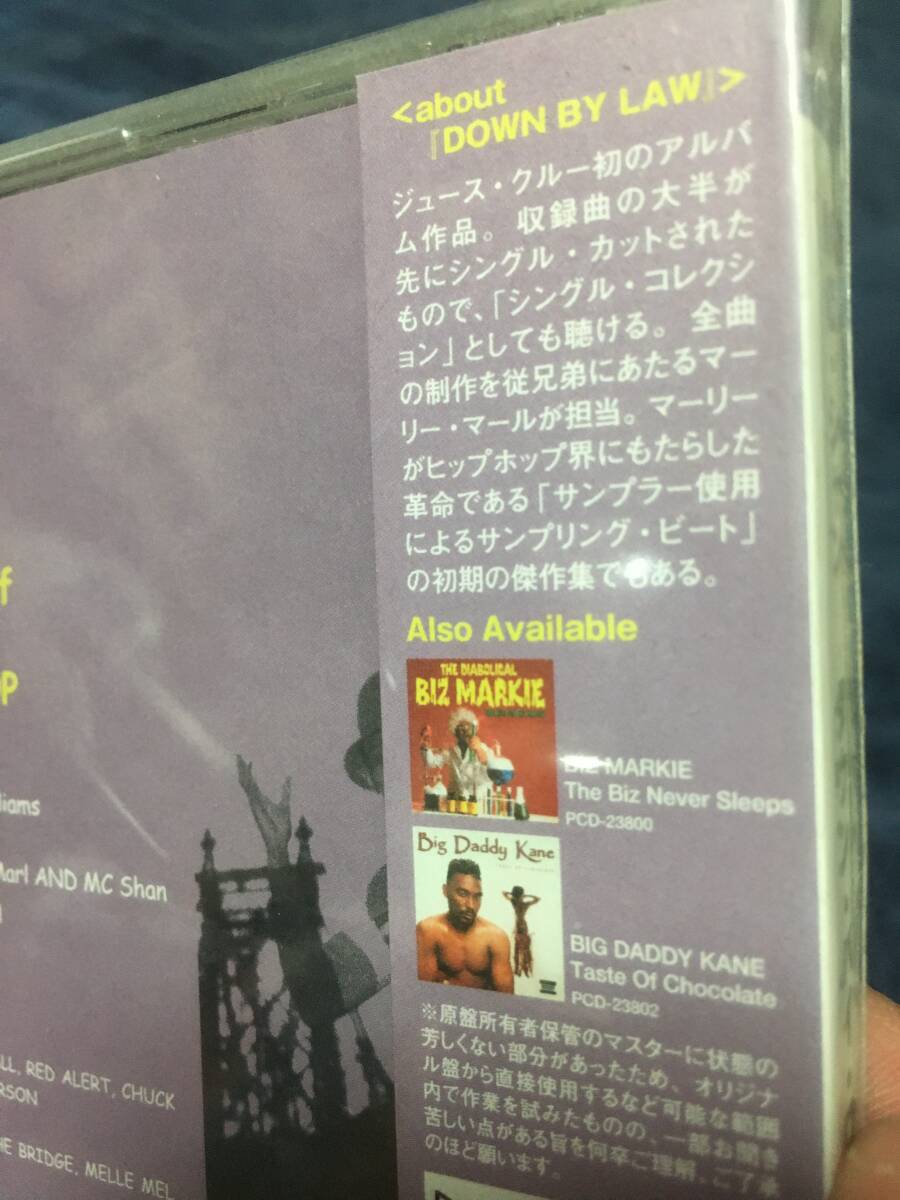 <about
『DOWN BY LAW』>
ジュース・クルー初のアルバ
ム作品。収録曲の大半が
先にシングル・カットされた
もので、「シングル・コレクシ
ョン」としても聴ける。全曲
の制作を従兄弟にあたるマー
リー・マールが担当。マーリー
がヒップホップ界にもたらした
革命である「サンプラー使用
によるサンプリング・ビート」
の初期の傑作集でもある。
Also Available
THE DIABOLICAL
BIZ MARKIE
BIZ MARKIE
The Biz Never Sleeps
PCD-23800
Big Daddy Kane
BIG DADDY KANE
Taste Of Chocolate
PCD-23802
※原盤所有者保管のマスターに状態の
芳しくない部分があったため、オリジナ
ル盤から直接使用するなど可能な範囲
内で作業を試みたものの、一部お聞き
苦しい点がある旨を何卒ご理解、ご了承
のほど願います。
f
op
liams
Marl AND MC Shan
LL, RED ALERT, CHUCK
RSON
HE BRIDGE, MELLE MEL